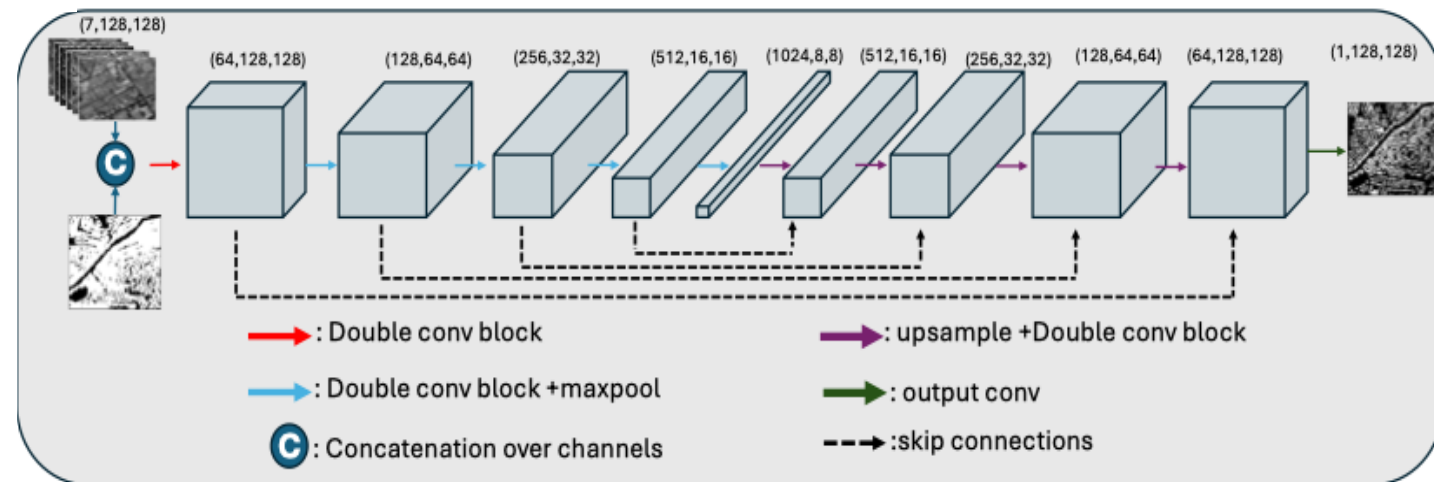 (7,128,128)
(64,128,128)
(128,64,64)
(256,32,32)
(512,16,16)
(1024,8,8)
(512,16,16)
(256,32,32)
(128,64,64)
(64,128,128)
(1,128,128)
C
: Double conv block
: upsample +Double conv block
: Double conv block +maxpool
: output conv
C : Concatenation over channels
:skip connections